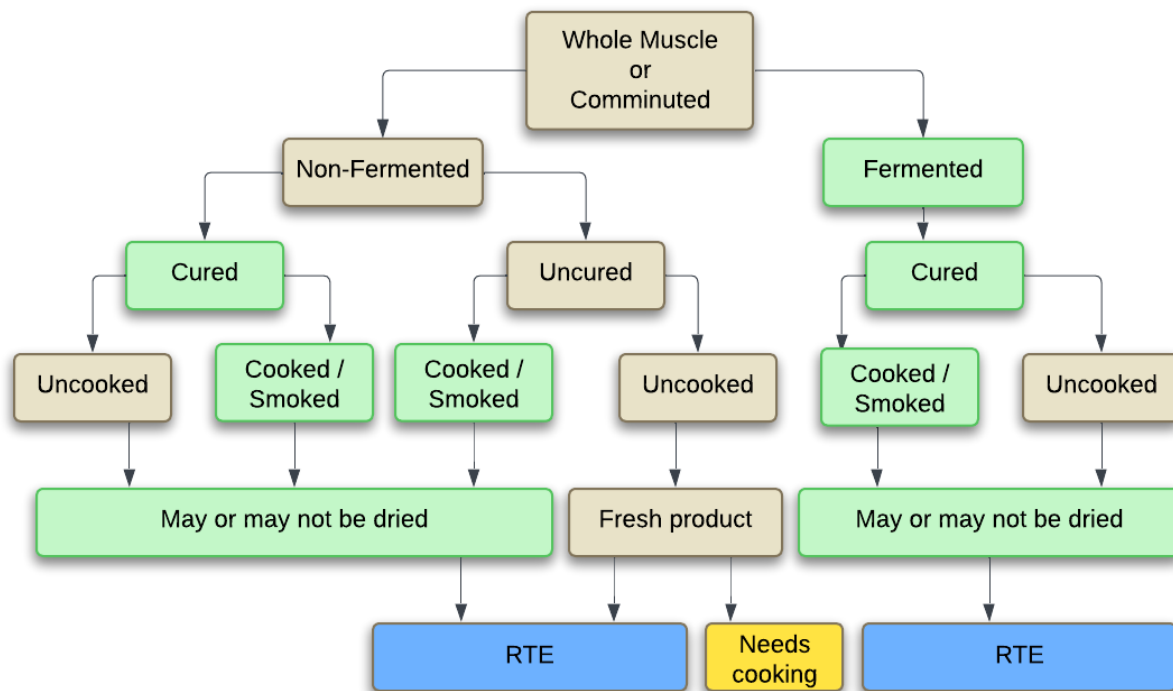 Whole Muscle
or
Comminuted
Non-Fermented
Fermented
Cured
Uncured
Cured
Uncooked
Cooked /
Smoked
Cooked /
Smoked
Uncooked
Cooked /
Smoked
Uncooked
May or may not be dried
Fresh product
May or may not be dried
RTE
Needs
cooking
RTE